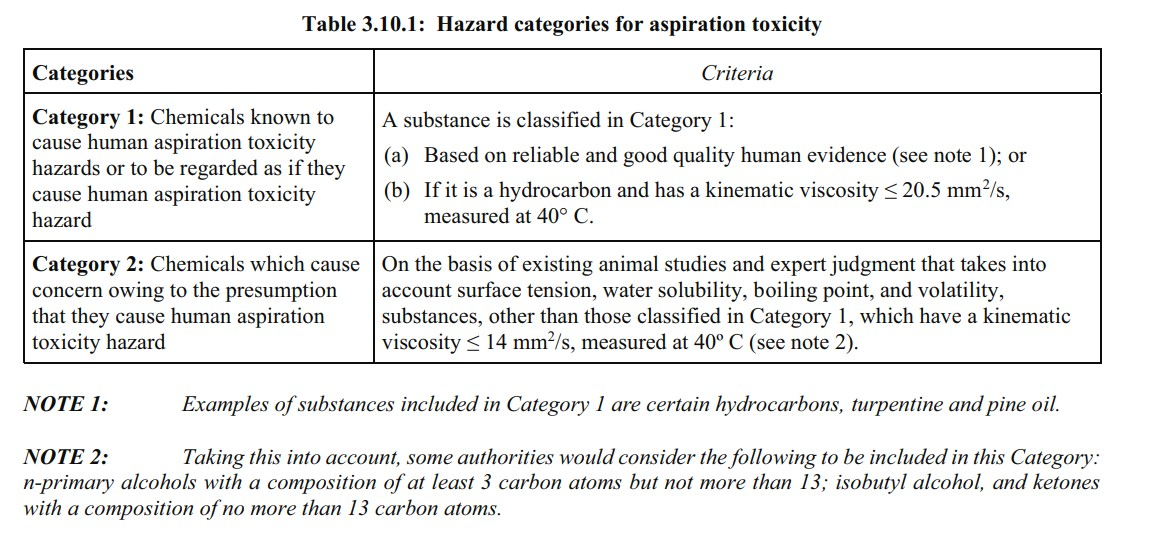 Table 3.10.1: Hazard categories for aspiration toxicity
Categories
Criteria
Category 1: Chemicals known to
cause human aspiration toxicity
hazards or to be regarded as if they
cause human aspiration toxicity
hazard
A substance is classified in Category 1:
(a) Based on reliable and good quality human evidence (see note 1); or
(b) If it is a hydrocarbon and has a kinematic viscosity ≤ 20.5 mm²/s,
measured at 40° C.
Category 2: Chemicals which cause
concern owing to the presumption
that they cause human aspiration
toxicity hazard
On the basis of existing animal studies and expert judgment that takes into
account surface tension, water solubility, boiling point, and volatility,
substances, other than those classified in Category 1, which have a kinematic
viscosity ≤ 14 mm²/s, measured at 40º C (see note 2).
NOTE 1: Examples of substances included in Category 1 are certain hydrocarbons, turpentine and pine oil.
NOTE 2: Taking this into account, some authorities would consider the following to be included in this Category:
n-primary alcohols with a composition of at least 3 carbon atoms but not more than 13; isobutyl alcohol, and ketones
with a composition of no more than 13 carbon atoms.